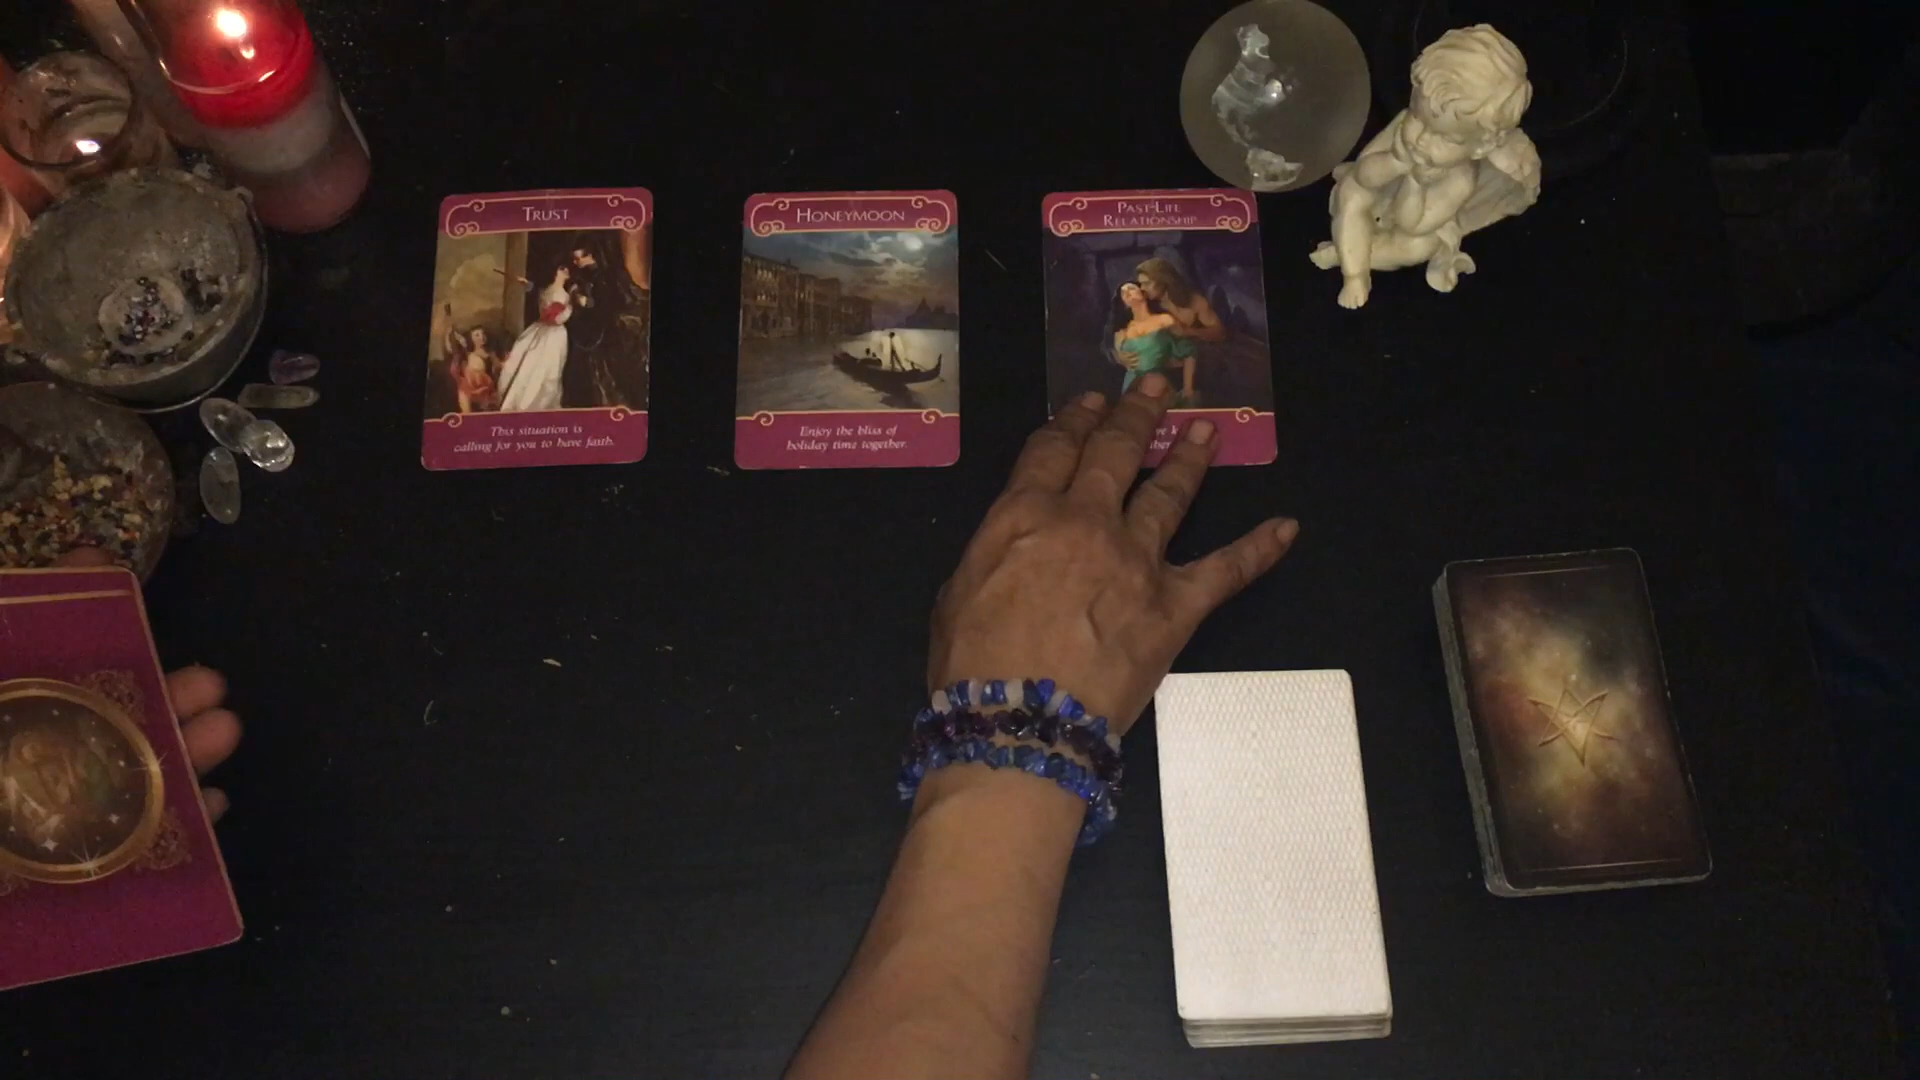 TRUST
This situation is
calling for you to have faith.
HONEYMOON
Enjoy the bliss of
holiday time together.
PAST-LIFE
RELATIONSHIP